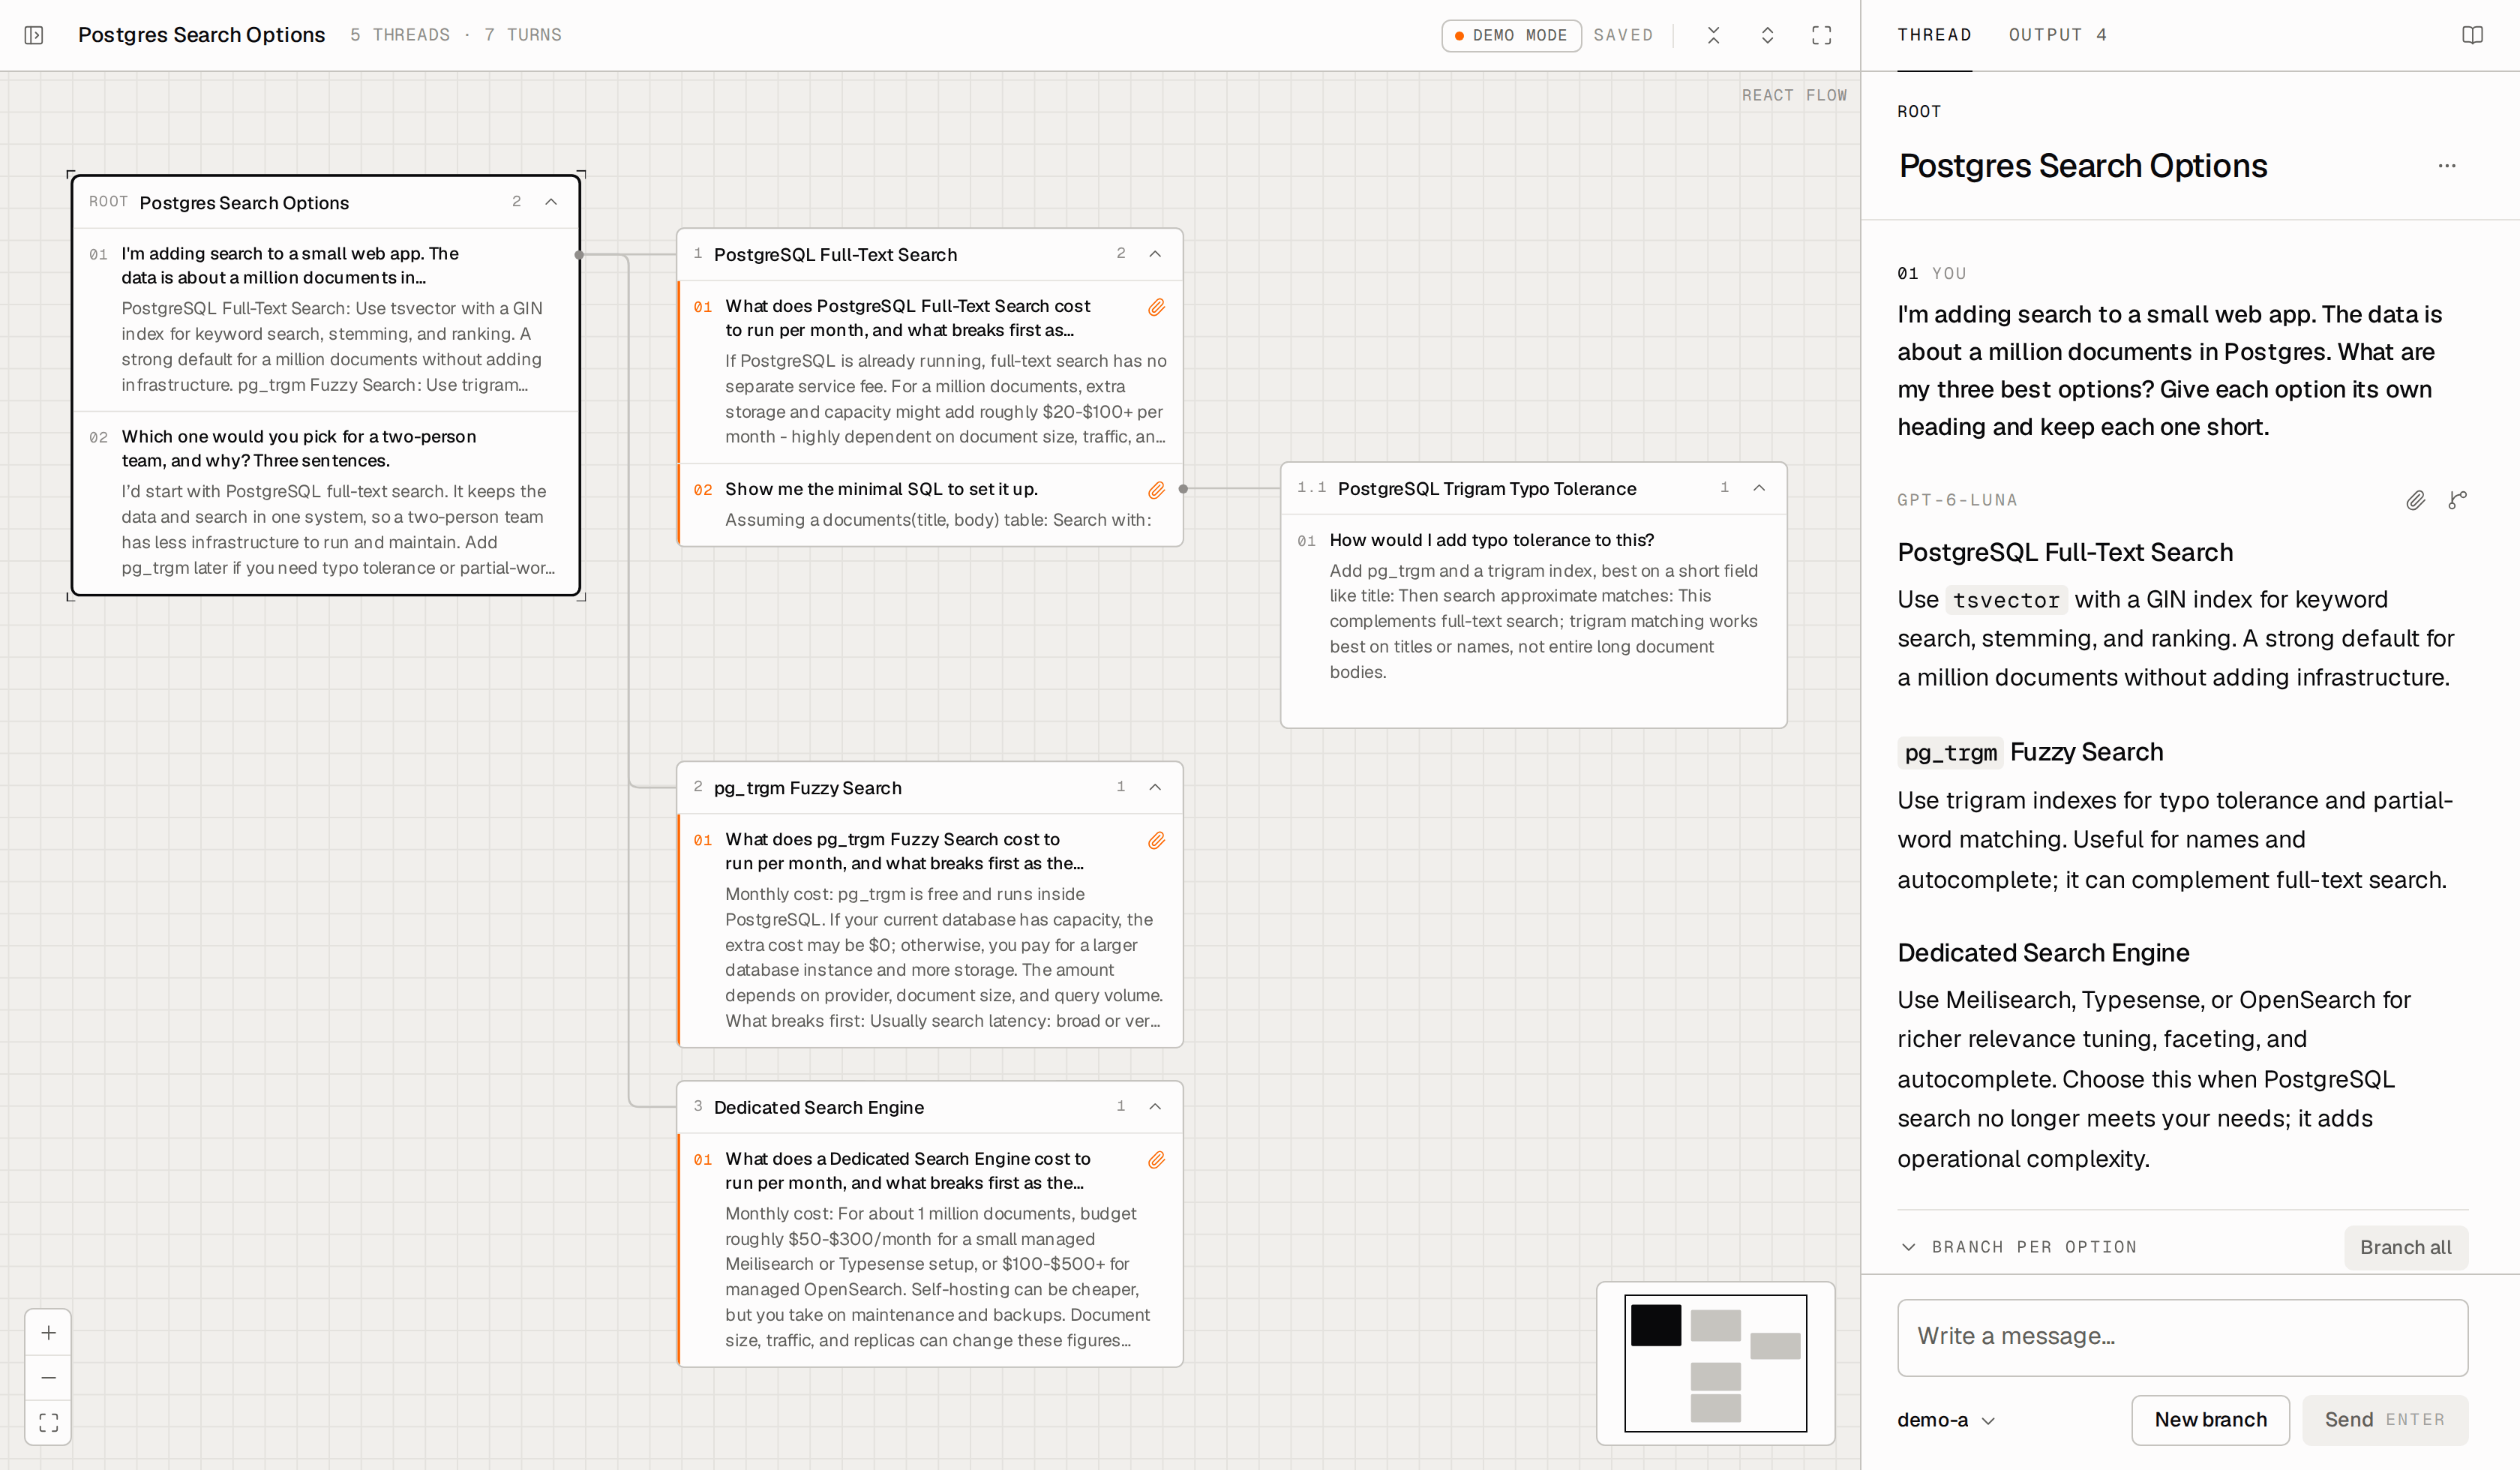 Postgres Search Options 5 THREADS · 7 TURNS
DEMO MODE SAVED
REACT FLOW
ROOT Postgres Search Options 2
01 I'm adding search to a small web app. The
data is about a million documents in...
PostgreSQL Full-Text Search: Use tsvector with a GIN
index for keyword search, stemming, and ranking. A
strong default for a million documents without adding
infrastructure. pg_trgm Fuzzy Search: Use trigram...
02 Which one would you pick for a two-person
team, and why? Three sentences.
I’d start with PostgreSQL full-text search. It keeps the
data and search in one system, so a two-person team
has less infrastructure to run and maintain. Add
pg_trgm later if you need typo tolerance or partial-wor...
1 PostgreSQL Full-Text Search 2
01 What does PostgreSQL Full-Text Search cost
to run per month, and what breaks first as...
If PostgreSQL is already running, full-text search has no
separate service fee. For a million documents, extra
storage and capacity might add roughly $20-$100+ per
month - highly dependent on document size, traffic, an...
02 Show me the minimal SQL to set it up.
Assuming a documents(title, body) table: Search with:
1.1 PostgreSQL Trigram Typo Tolerance 1
01 How would I add typo tolerance to this?
Add pg_trgm and a trigram index, best on a short field
like title: Then search approximate matches: This
complements full-text search; trigram matching works
best on titles or names, not entire long document
bodies.
2 pg_trgm Fuzzy Search 1
01 What does pg_trgm Fuzzy Search cost to
run per month, and what breaks first as the...
Monthly cost: pg_trgm is free and runs inside
PostgreSQL. If your current database has capacity, the
extra cost may be $0; otherwise, you pay for a larger
database instance and more storage. The amount
depends on provider, document size, and query volume.
What breaks first: Usually search latency: broad or ver...
3 Dedicated Search Engine 1
01 What does a Dedicated Search Engine cost to
run per month, and what breaks first as the...
Monthly cost: For about 1 million documents, budget
roughly $50-$300/month for a small managed
Meilisearch or Typesense setup, or $100-$500+ for
managed OpenSearch. Self-hosting can be cheaper,
but you take on maintenance and backups. Document
size, traffic, and replicas can change these figures...
THREAD OUTPUT 4
ROOT
Postgres Search Options
01 YOU
I'm adding search to a small web app. The data is
about a million documents in Postgres. What are
my three best options? Give each option its own
heading and keep each one short.
GPT-6-LUNA
PostgreSQL Full-Text Search
Use tsvector with a GIN index for keyword
search, stemming, and ranking. A strong default for
a million documents without adding infrastructure.
pg_trgm Fuzzy Search
Use trigram indexes for typo tolerance and partial-
word matching. Useful for names and
autocomplete; it can complement full-text search.
Dedicated Search Engine
Use Meilisearch, Typesense, or OpenSearch for
richer relevance tuning, faceting, and
autocomplete. Choose this when PostgreSQL
search no longer meets your needs; it adds
operational complexity.
BRANCH PER OPTION Branch all
Write a message...
demo-a New branch Send ENTER